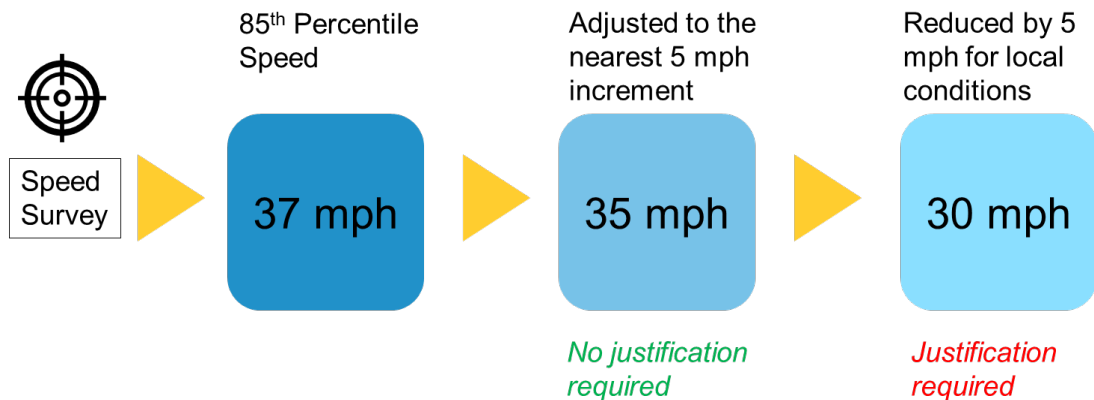 Speed
Survey
85th Percentile
Speed
37 mph
Adjusted to the
nearest 5 mph
increment
35 mph
No justification
required
Reduced by 5
mph for local
conditions
30 mph
Justification
required